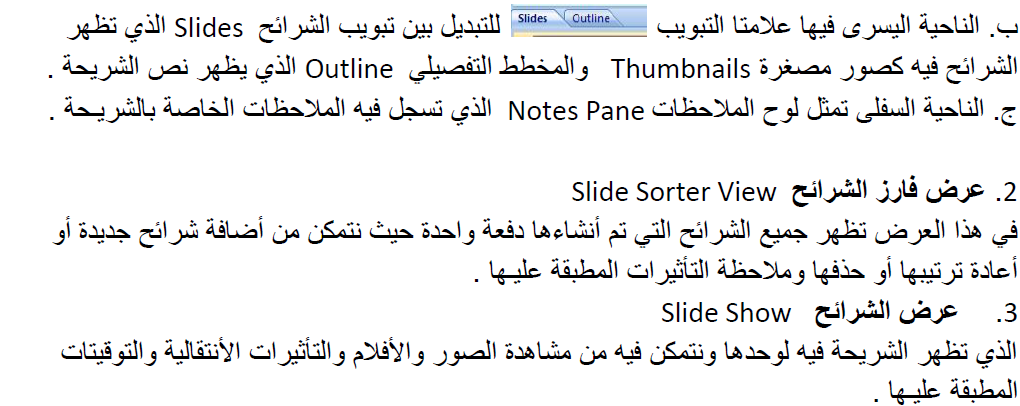 ب. الناحية اليسرى فيها علامتا التبويب Slides Outline للتبديل بين تبويب الشرائح Slides الذي تظهر
الشرائح فيه كصور مصغرة Thumbnails والمخطط التفصيلي Outline الذي يظهر نص الشريحة .
ج. الناحية السفلى تمثل لوح الملاحظات Notes Pane الذي تسجل فيه الملاحظات الخاصة بالشريحة .
2. عرض فارز الشرائح Slide Sorter View
في هذا العرض تظهر جميع الشرائح التي تم أنشاءها دفعة واحدة حيث نتمكن من أضافة شرائح جديدة أو
أعادة ترتيبها أو حذفها وملاحظة التأثيرات المطبقة عليها .
3. عرض الشرائح Slide Show
الذي تظهر الشريحة فيه لوحدها ونتمكن فيه من مشاهدة الصور والأفلام والتأثيرات الأنتقالية والتوقيتات
المطبقة عليها .